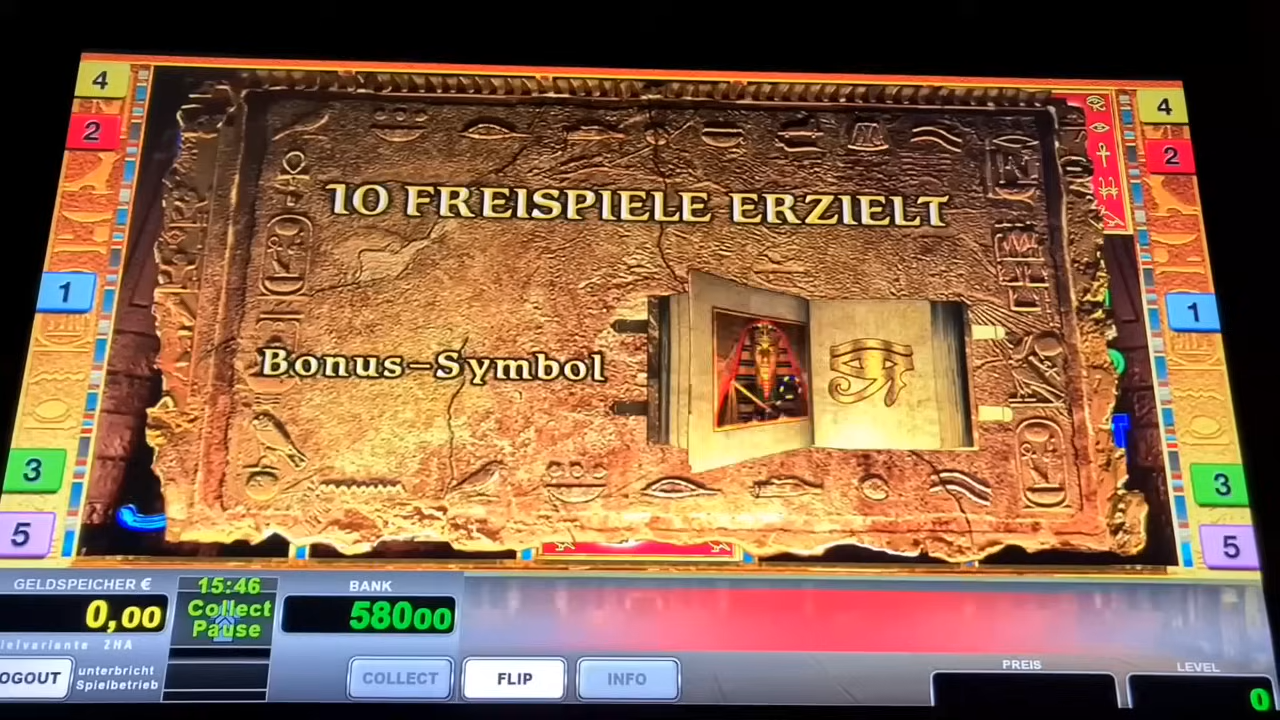 4
4
2
2
10 FREISPIELE ERZIELT
1
1
Bonus-Symbol
3
3
5
5
GELDSPEICHER €
15:46
BANK
0,00
Collect
Pause
58000
ielvariante 2HA
OGOUT
unterbricht
Spielbetrieb
COLLECT
FLIP
INFO
PREIS
LEVEL
0